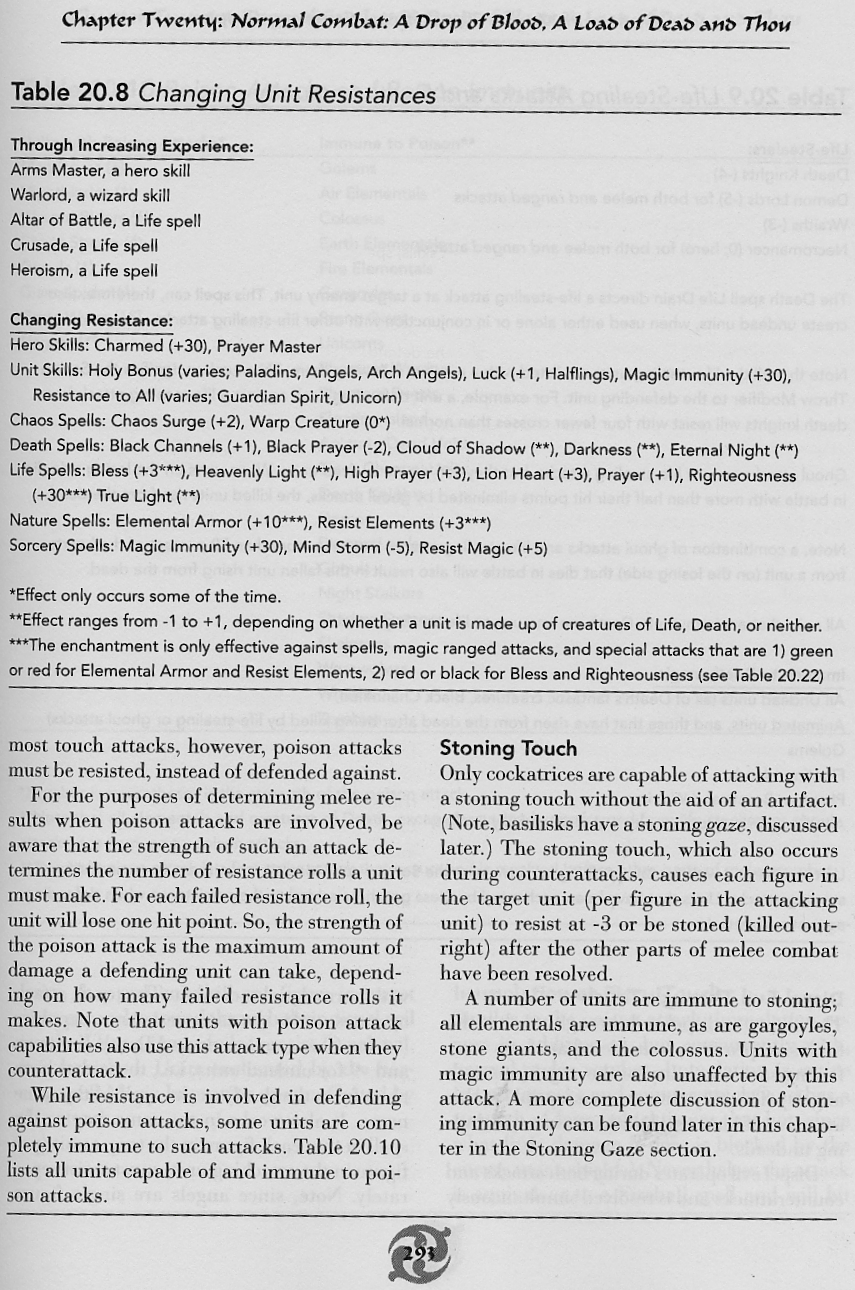 Chapter Twenty: Normal Combat: A Drop of Blood, A Load of Dead and Thou
Table 20.8 Changing Unit Resistances
Through Increasing Experience:
Arms Master, a hero skill
Warlord, a wizard skill
Altar of Battle, a Life spell
Crusade, a Life spell
Heroism, a Life spell
Changing Resistance:
Hero Skills: Charmed (+30), Prayer Master
Unit Skills: Holy Bonus (varies; Paladins, Angels, Arch Angels), Luck (+1, Halflings), Magic Immunity (+30),
Resistance to All (varies; Guardian Spirit, Unicorn)
Chaos Spells: Chaos Surge (+2), Warp Creature (0*)
Death Spells: Black Channels (+1), Black Prayer (-2), Cloud of Shadow (**), Darkness (**), Eternal Night (**)
Life Spells: Bless (+3***), Heavenly Light (**), High Prayer (+3), Lion Heart (+3), Prayer (+1), Righteousness
(+30***) True Light (**)
Nature Spells: Elemental Armor (+10***), Resist Elements (+3***)
Sorcery Spells: Magic Immunity (+30), Mind Storm (-5), Resist Magic (+5)
*Effect only occurs some of the time.
**Effect ranges from -1 to +1, depending on whether a unit is made up of creatures of Life, Death, or neither.
***The enchantment is only effective against spells, magic ranged attacks, and special attacks that are 1) green
or red for Elemental Armor and Resist Elements, 2) red or black for Bless and Righteousness (see Table 20.22)
most touch attacks, however, poison attacks
must be resisted, instead of defended against.
For the purposes of determining melee re-
sults when poison attacks are involved, be
aware that the strength of such an attack de-
termines the number of resistance rolls a unit
must make. For each failed resistance roll, the
unit will lose one hit point. So, the strength of
the poison attack is the maximum amount of
damage a defending unit can take, depend-
ing on how many failed resistance rolls it
makes. Note that units with poison attack
capabilities also use this attack type when they
counterattack.
While resistance is involved in defending
against poison attacks, some units are com-
pletely immune to such attacks. Table 20.10
lists all units capable of and immune to poi-
son attacks.
Stoning Touch
Only cockatrices are capable of attacking with
a stoning touch without the aid of an artifact.
(Note, basilisks have a stoning gaze, discussed
later.) The stoning touch, which also occurs
during counterattacks, causes each figure in
the target unit (per figure in the attacking
unit) to resist at -3 or be stoned (killed out-
right) after the other parts of melee combat
have been resolved.
A number of units are immune to stoning;
all elementals are immune, as are gargoyles,
stone giants, and the colossus. Units with
magic immunity are also unaffected by this
attack. A more complete discussion of ston-
ing immunity can be found later in this chap-
ter in the Stoning Gaze section.
293